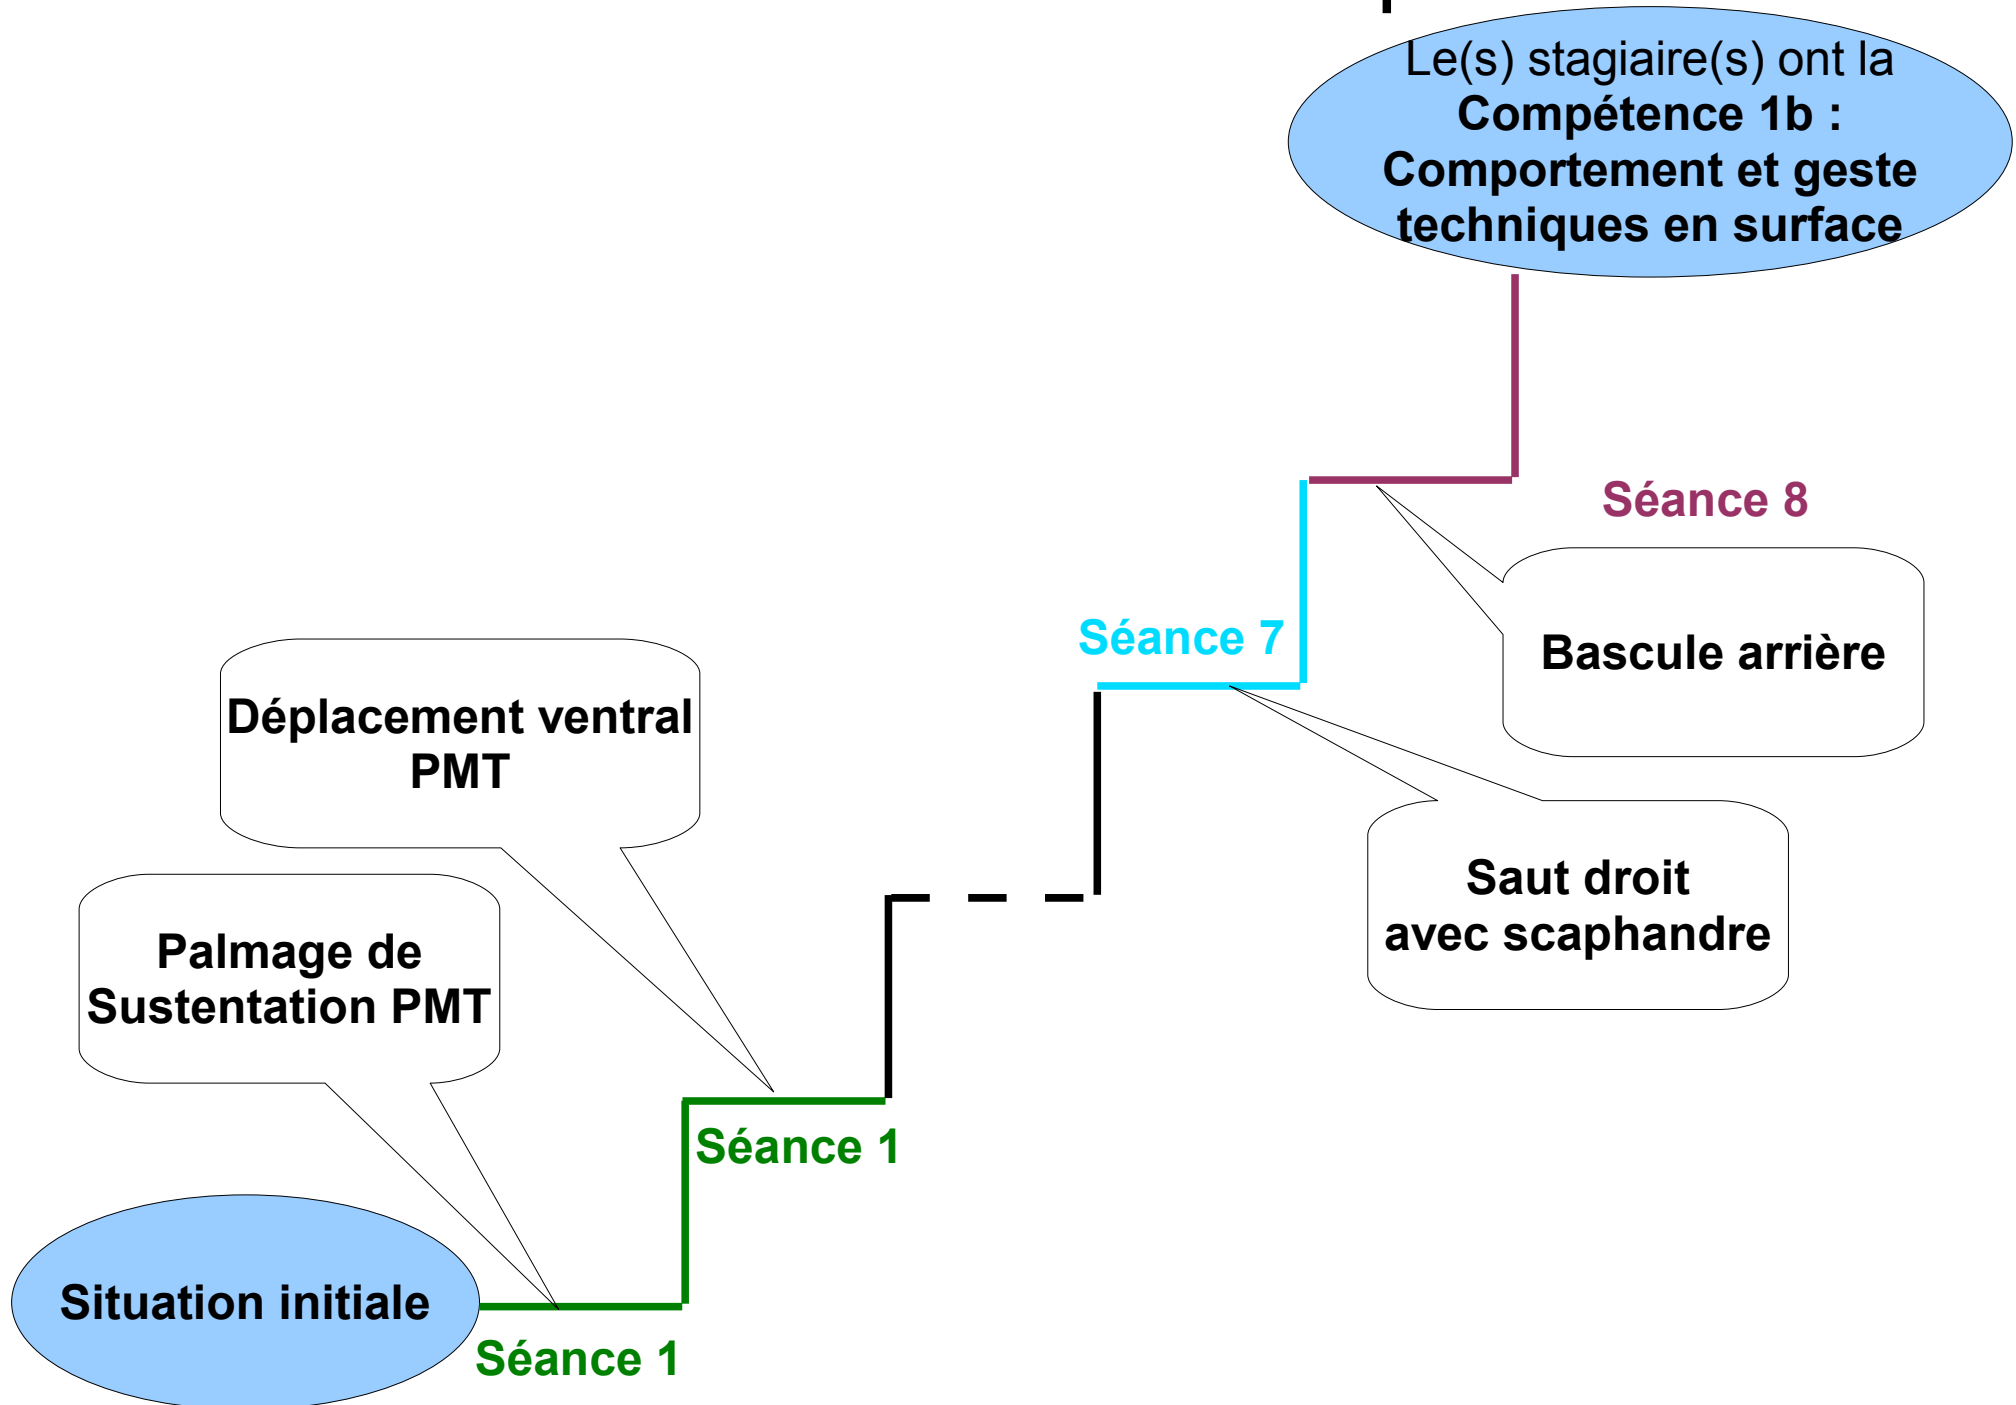 Le(s) stagiaire(s) ont la
Compétence 1b :
Comportement et geste
techniques en surface
Séance 8
Bascule arrière
Séance 7
Saut droit
avec scaphandre
Déplacement ventral
PMT
Palmage de
Sustentation PMT
Séance 1
Situation initiale
Séance 1